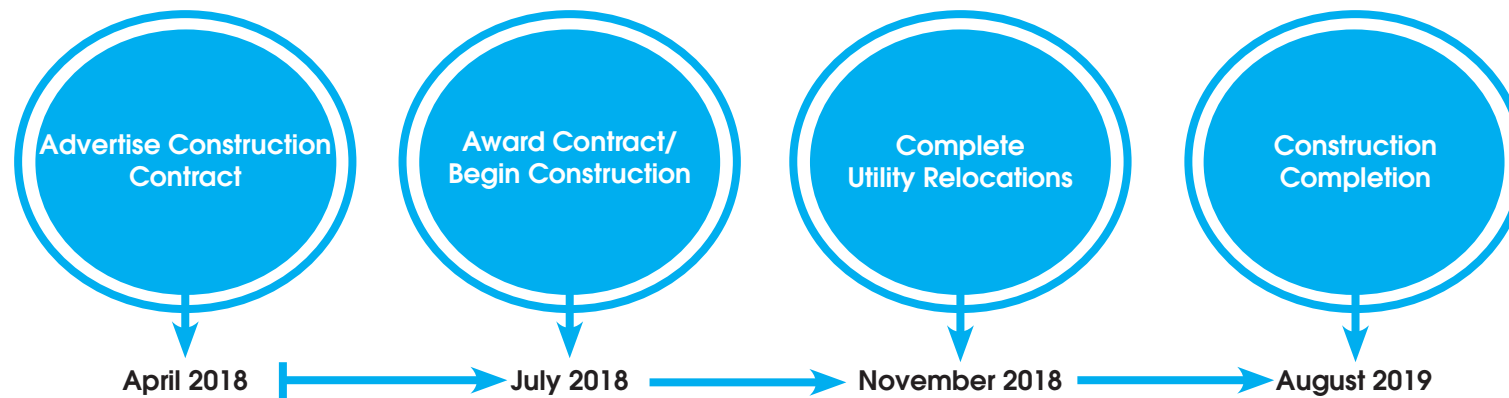 Advertise Construction
Contract
Award Contract/
Begin Construction
Complete
Utility Relocations
Construction
Completion
April 2018
July 2018
November 2018
August 2019